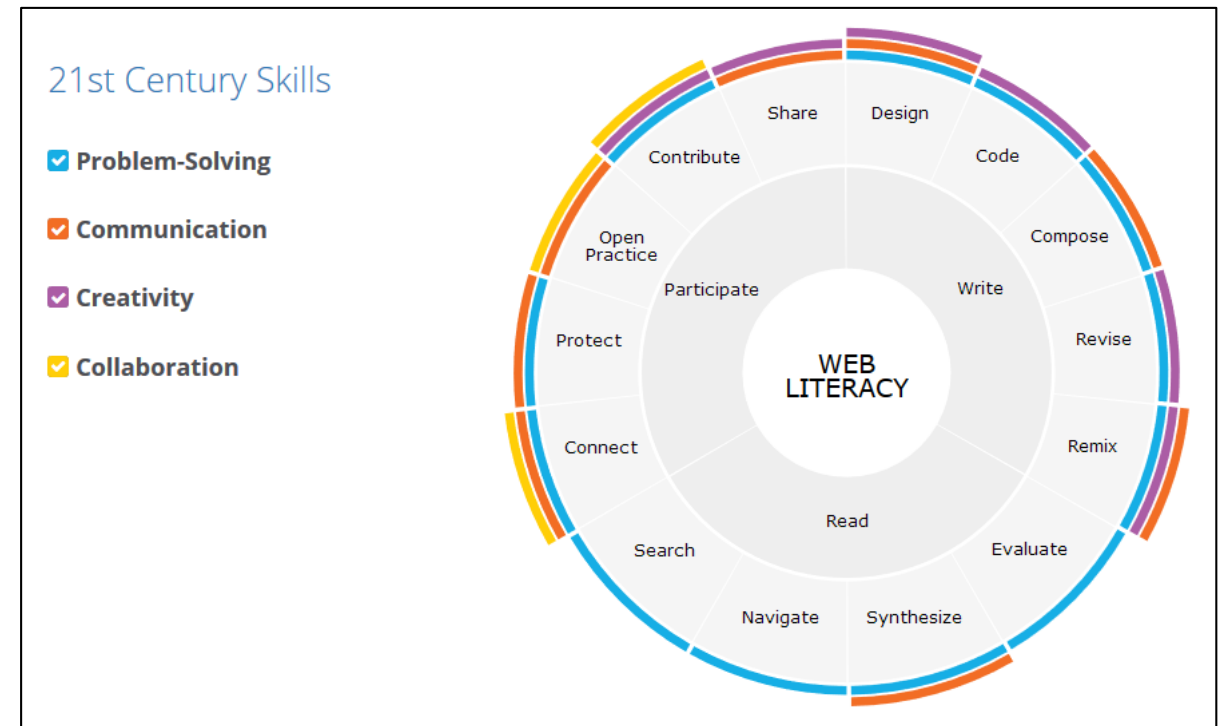 21st Century Skills
Problem-Solving
Communication
Creativity
Collaboration
Share
Design
Contribute
Code
Open
Practice
Compose
Participate
Write
Protect
Revise
WEB
LITERACY
Connect
Remix
Read
Search
Evaluate
Navigate
Synthesize